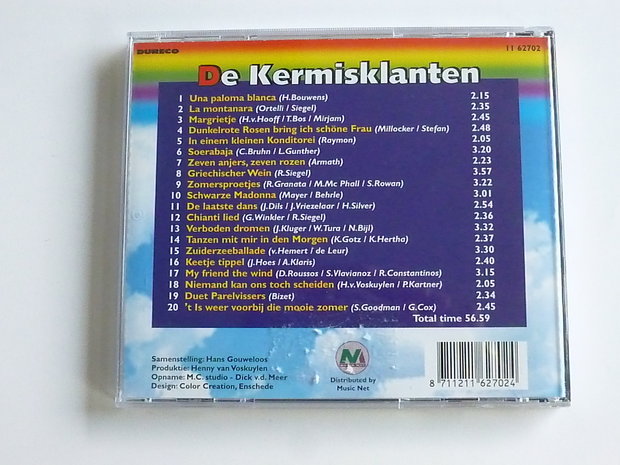 DURECO
11 62702
De Kermisklanten
1 Una paloma blanca (H.Bouwens) 2.15
2 La montanara (Ortelli / Siegel) 2.35
3 Margrietje (H.v.Hooff / T.Bos / Mirjam) 2.45
4 Dunkelrote Rosen bring ich schöne Frau (Millocker / Stefan) 2.48
5 In einem kleinen Konditorei (Raymon) 2.05
6 Soerabaja (C.Bruhn / L.Gunther) 3.20
7 Zeven anjers, zeven rozen (Armath) 2.23
8 Griechischer Wein (R.Siegel) 3.57
9 Zomersproetjes (R.Granata / M.Mc Phall / S.Rowan) 3.22
10 Schwarze Madonna (Mayer / Behrle) 3.01
11 De laatste dans (J.Dils / J.Vriezelaar / H.Silver) 2.54
12 Chianti lied (G.Winkler / R.Siegel) 2.36
13 Verboden dromen (J.Kluger / W.Tura / N.Bijl) 3.32
14 Tanzen mit mir in den Morgen (K.Gotz / K.Hertha) 2.37
15 Zuiderzeeballade (v.Hemert / de Leur) 3.30
16 Keetje tippel (J.Hoes / A.Klaris) 2.40
17 My friend the wind (D.Roussos / S.Vlavianoz / R.Constantinos) 3.15
18 Niemand kan ons toch scheiden (H.v.Voskuylen / P.Kartner) 2.05
19 Duet Parelvissers (Bizet) 2.34
20 't Is weer voorbij die mooie zomer (S.Goodman / G.Cox) 2.45
Total time 56.59
Samenstelling: Hans Gouweloos
Produktie: Henny van Voskuylen
Opname: M.C. studio - Dick v.d. Meer
Design: Color Creation, Enschede
Distributed by
Music Net
8 711211 627024